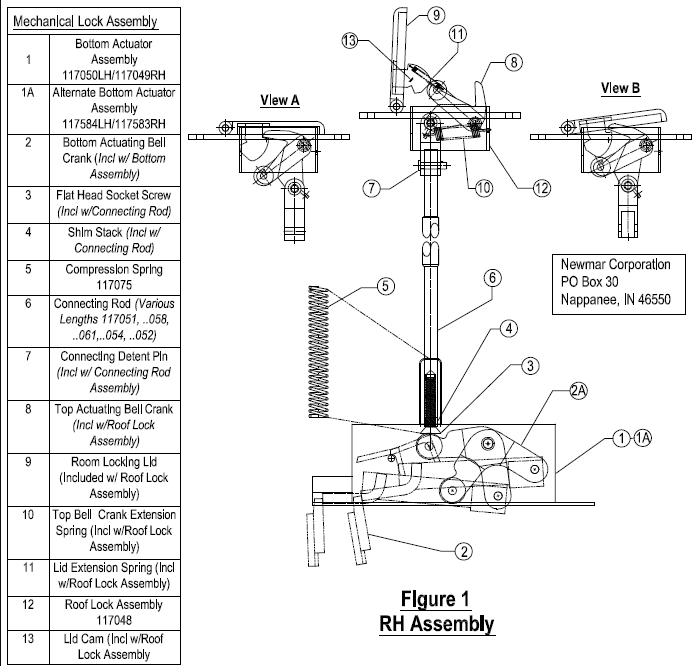 Mechanical Lock Assembly
1
Bottom Actuator
Assembly
117050LH/117049RH
1A
Alternate Bottom Actuator
Assembly
117584LH/117583RH
2
Bottom Actuating Bell
Crank (Incl w/ Bottom
Assembly)
3
Flat Head Socket Screw
(Incl w/Connecting Rod)
4
Shim Stack (Incl w/
Connecting Rod)
5
Compression Spring
117075
6
Connecting Rod (Various
Lengths 117051, ..058,
..061,..054, ..052)
7
Connecting Detent Pin
(Incl w/ Connecting Rod
Assembly)
8
Top Actuating Bell Crank
(Incl w/Roof Lock
Assembly)
9
Room Locking Lid
(Included w/ Roof Lock
Assembly)
10
Top Bell Crank Extension
Spring (Incl w/Roof Lock
Assembly)
11
Lid Extension Spring (Incl
w/Roof Lock Assembly)
12
Roof Lock Assembly
117048
13
Lid Cam (Incl w/Roof
Lock Assembly
9
13
11
8
View A
View B
7
10
12
Newmar Corporation
PO Box 30
Nappanee, IN 46550
5
6
4
3
2A
1
1A
2
Figure 1
RH Assembly